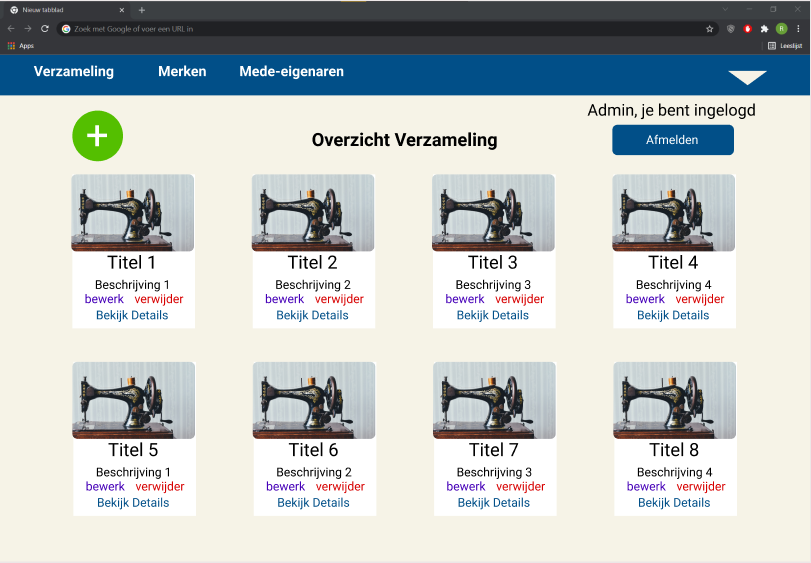 Nieuw tabblad
Zoek met Google of voer een URL in
R
Apps
Leeslijst
Verzameling Merken Mede-eigenaren
Admin, je bent ingelogd
Overzicht Verzameling
Afmelden
Titel 1 Titel 2 Titel 3 Titel 4
Beschrijving 1 Beschrijving 2 Beschrijving 3 Beschrijving 4
bewerk verwijder bewerk verwijder bewerk verwijder bewerk verwijder
Bekijk Details Bekijk Details Bekijk Details Bekijk Details
Titel 5 Titel 6 Titel 7 Titel 8
Beschrijving 1 Beschrijving 2 Beschrijving 3 Beschrijving 4
bewerk verwijder bewerk verwijder bewerk verwijder bewerk verwijder
Bekijk Details Bekijk Details Bekijk Details Bekijk Details